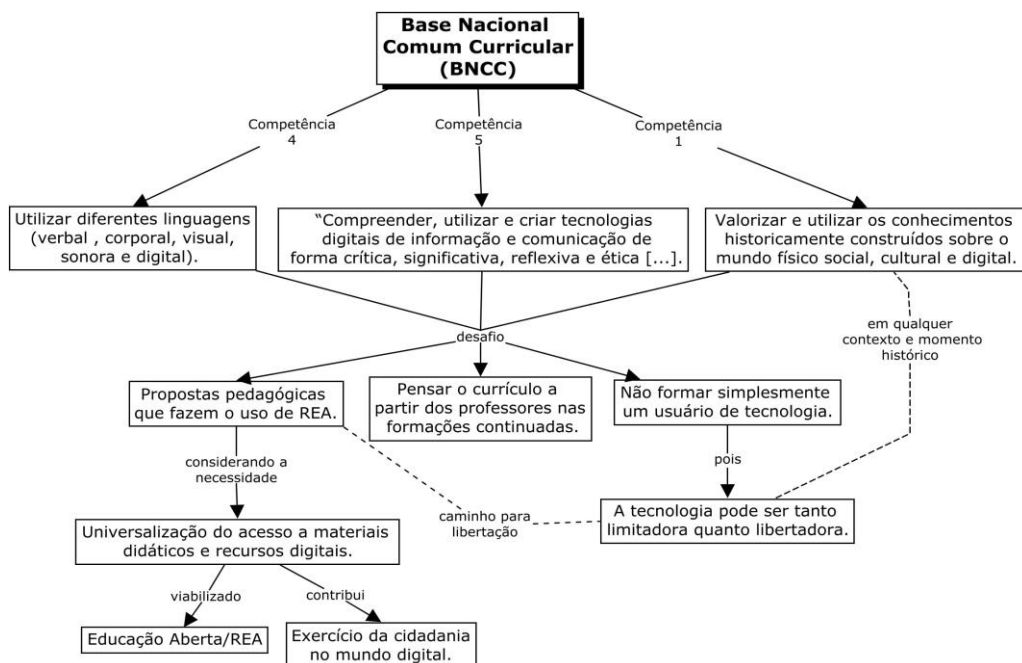 Base Nacional
Comum Curricular
(BNCC)
Competência
4
Competência
5
Competência
1
Utilizar diferentes linguagens
(verbal , corporal, visual,
sonora e digital).
“Compreender, utilizar e criar tecnologias
digitais de informação e comunicação de
forma crítica, significativa, reflexiva e ética [...].
Valorizar e utilizar os conhecimentos
historicamente construídos sobre o
mundo físico social, cultural e digital.
desafio
em qualquer
contexto e momento
histórico
Propostas pedagógicas
que fazem o uso de REA.
Pensar o currículo a
partir dos professores nas
formações continuadas.
Não formar simplesmente
um usuário de tecnologia.
considerando a
necessidade
pois
caminho para
libertação
A tecnologia pode ser tanto
limitadora quanto libertadora.
Universalização do acesso a materiais
didáticos e recursos digitais.
viabilizado
contribui
Educação Aberta/REA
Exercício da cidadania
no mundo digital.